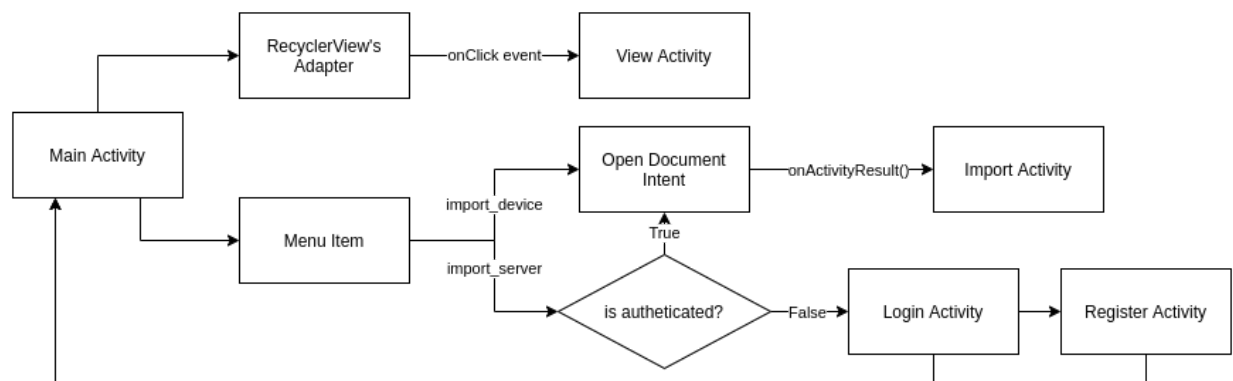 RecyclerView's
Adapter
onClick event
View Activity
Main Activity
Open Document
Intent
onActivityResult()
Import Activity
import_device
Menu Item
True
import_server
is autheticated?
False
Login Activity
Register Activity